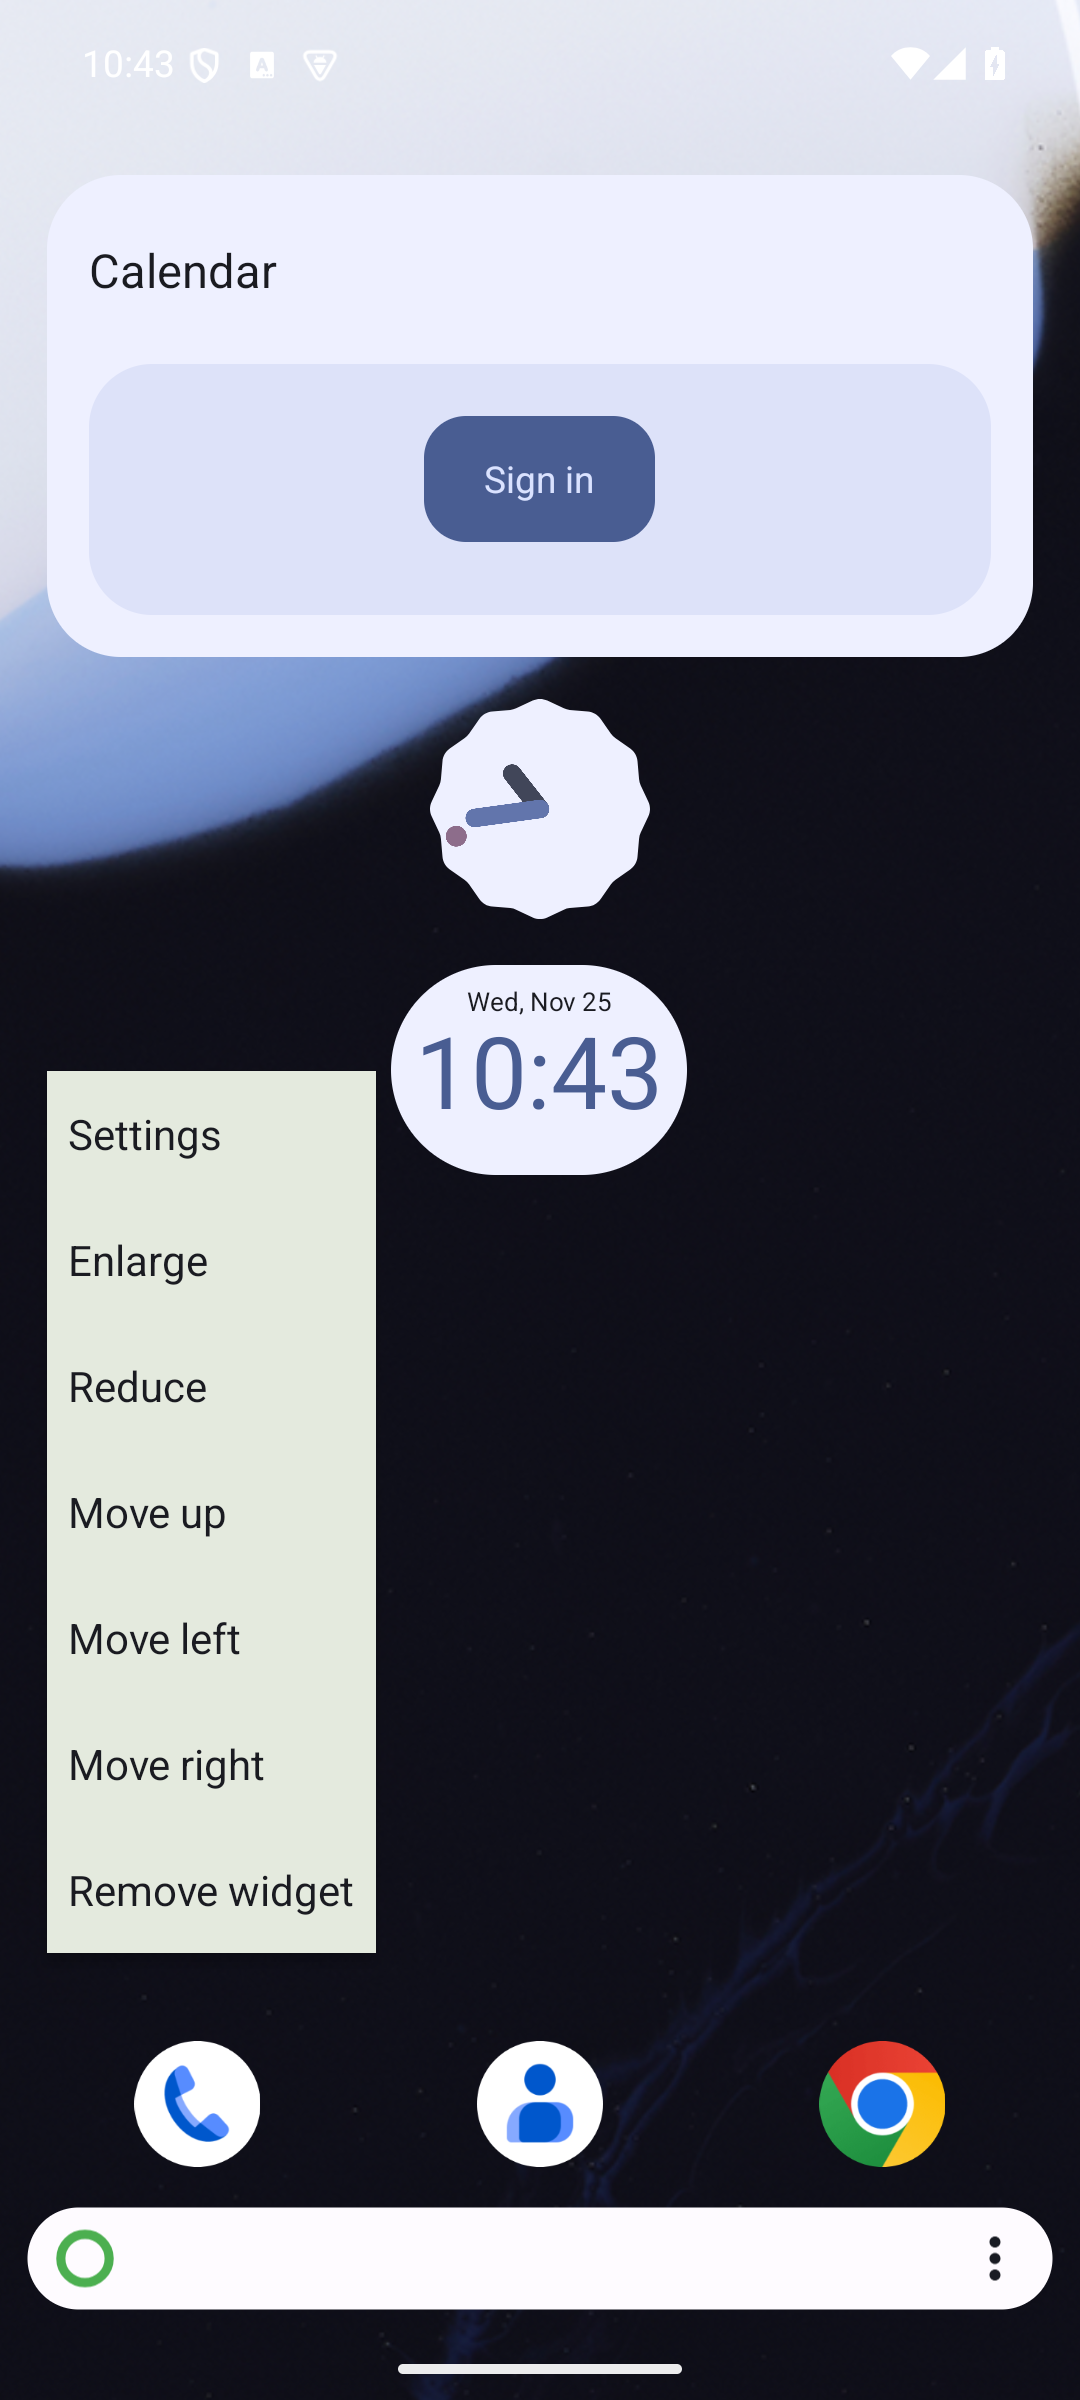 10:43
Calendar
Sign in
Wed, Nov 25
10:43
Settings
Enlarge
Reduce
Move up
Move left
Move right
Remove widget